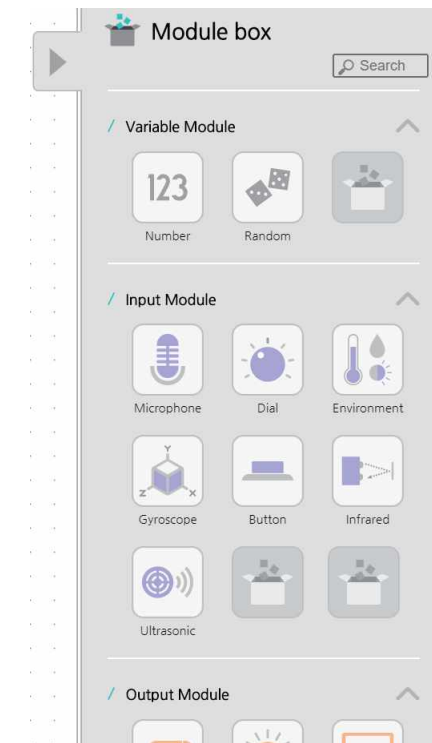 Module box
Search
/ Variable Module
123
Number Random
/ Input Module
Microphone Dial Environment
Y
Z X
Gyroscope Button Infrared
Ultrasonic
/ Output Module